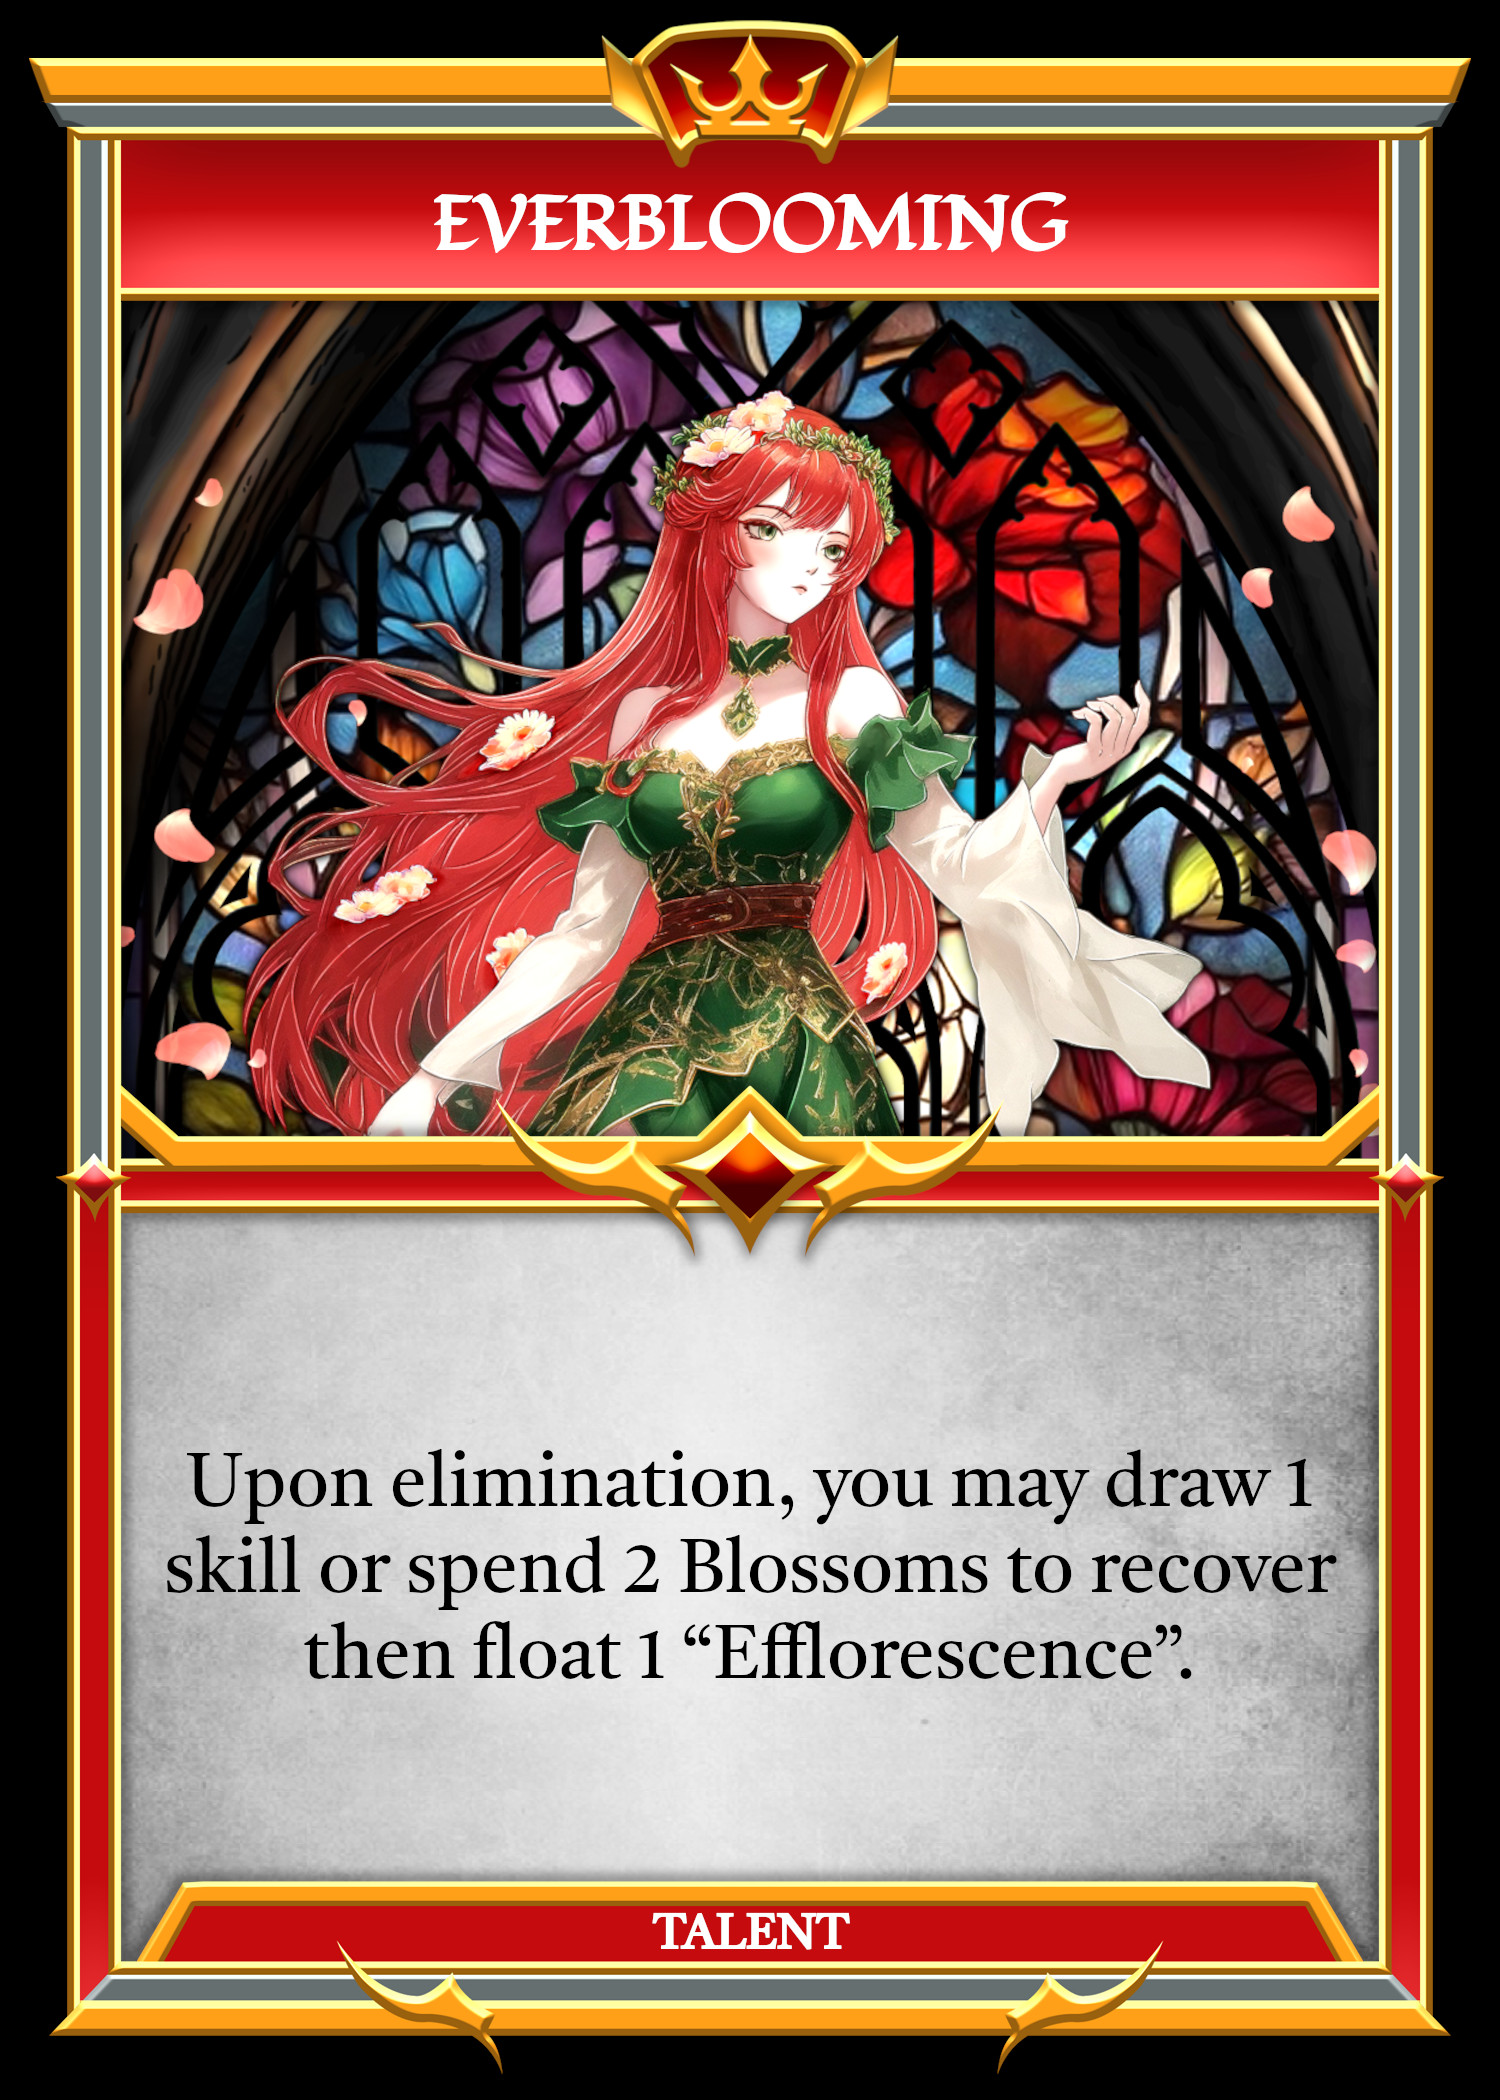 EVERBLOOMING
Upon elimination, you may draw 1
skill or spend 2 Blossoms to recover
then float 1 “Efflorescence”.
TALENT